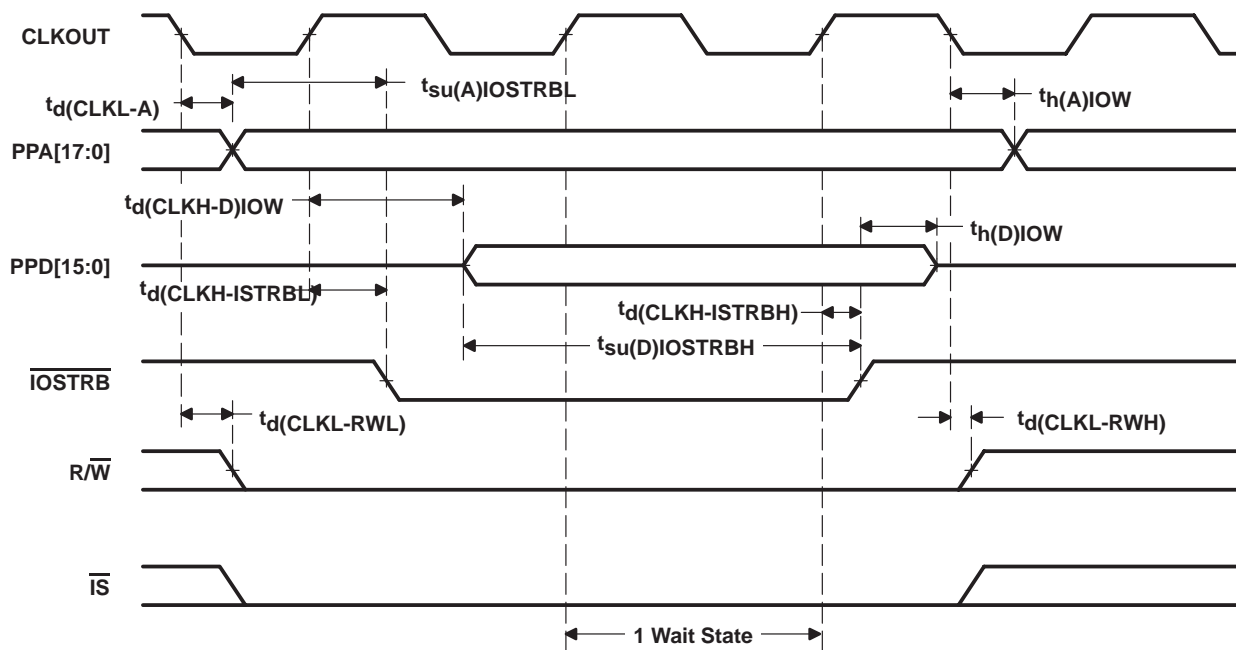 CLKOUT
tsu(A)IOSTRBL
td(CLKL-A)
th(A)IOW
PPA[17:0]
td(CLKH-D)IOW
th(D)IOW
PPD[15:0]
td(CLKH-ISTRBL)
td(CLKH-ISTRBH)
tsu(D)IOSTRBH
IOSTRB
td(CLKL-RWL)
td(CLKL-RWH)
R/W
IS
1 Wait State